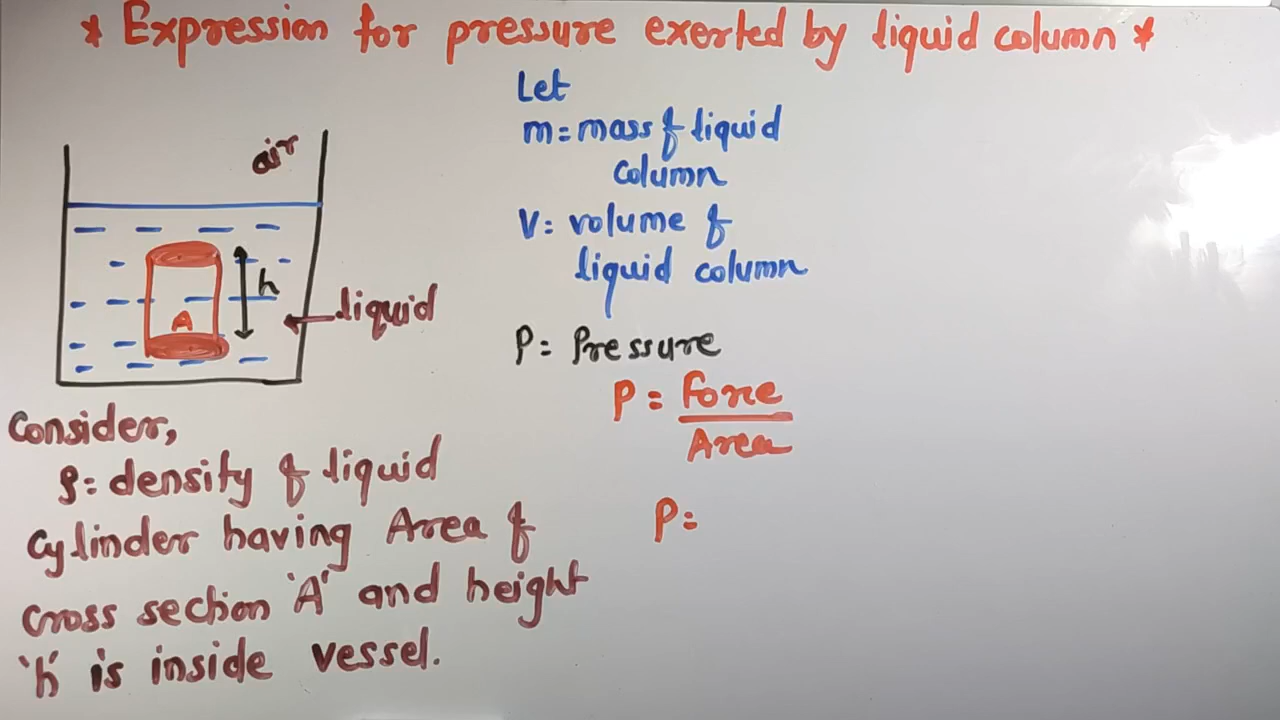 * Expression for pressure exerted by liquid column *
air
h
A
liquid
Consider,
ρ = density of liquid
cylinder having Area of
cross section 'A' and height
'h' is inside vessel.
Let
m = mass of liquid
column
V = volume of
liquid column
P = Pressure
P = Force
Area
P =